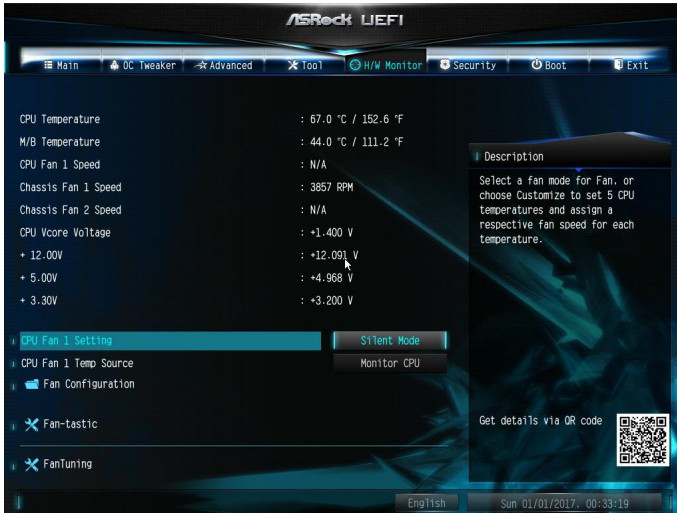 ASRock UEFI
Main OC Tweaker Advanced Tool H/W Monitor Security Boot Exit
CPU Temperature : 67.0 °C / 152.6 °F
M/B Temperature : 44.0 °C / 111.2 °F
CPU Fan 1 Speed : N/A
Chassis Fan 1 Speed : 3857 RPM
Chassis Fan 2 Speed : N/A
CPU Vcore Voltage : +1.400 V
+ 12.00V : +12.091 V
+ 5.00V : +4.968 V
+ 3.30V : +3.200 V
CPU Fan 1 Setting Silent Mode
CPU Fan 1 Temp Source Monitor CPU
Fan Configuration
Fan-tastic
FanTuning
Description
Select a fan mode for Fan. or
choose Customize to set 5 CPU
temperatures and assign a
respective fan speed for each
temperature.
Get details via QR code
English Sun 01/01/2017. 00:33:19